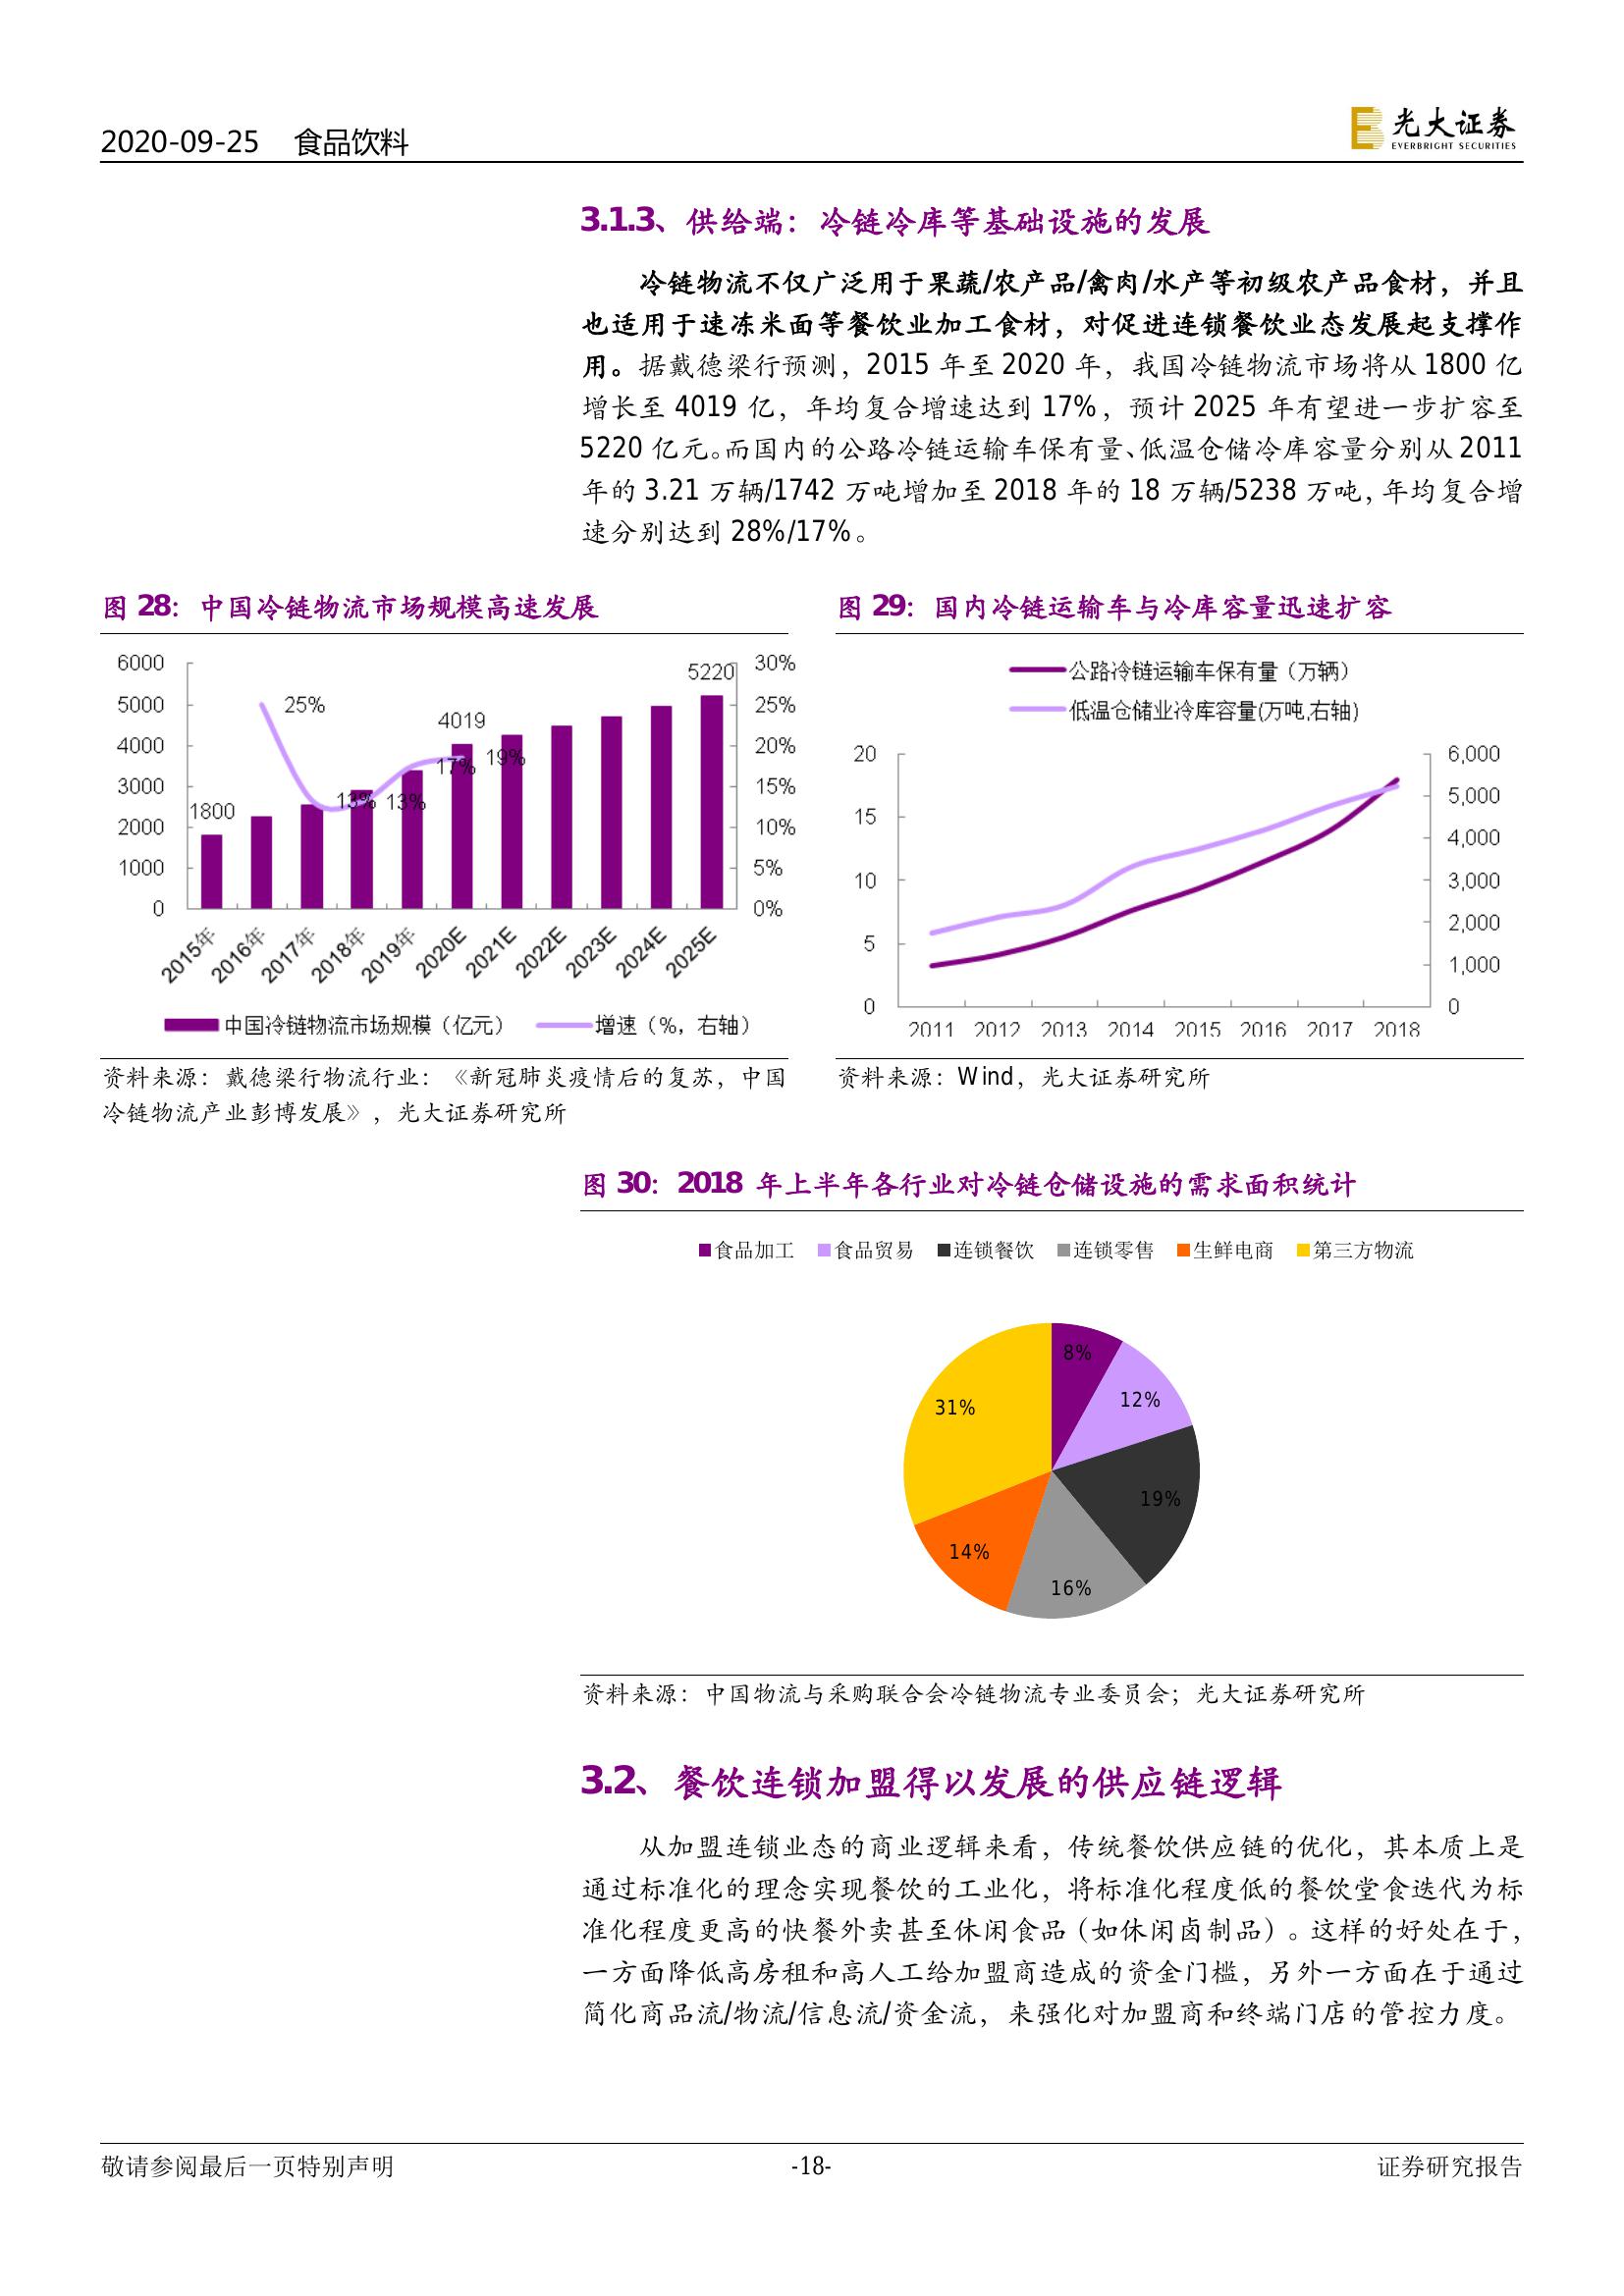 2020-09-25 食品饮料
光大证券
EVERBRIGHT SECURITIES
3.1.3、供给端：冷链冷库等基础设施的发展
冷链物流不仅广泛用于果蔬/农产品/禽肉/水产等初级农产品食材，并且
也适用于速冻米面等餐饮业加工食材，对促进连锁餐饮业态发展起支撑作
用。据戴德梁行预测，2015 年至 2020 年，我国冷链物流市场将从 1800 亿
增长至 4019 亿，年均复合增速达到 17%，预计 2025 年有望进一步扩容至
5220 亿元。而国内的公路冷链运输车保有量、低温仓储冷库容量分别从 2011
年的 3.21 万辆/1742 万吨增加至 2018 年的 18 万辆/5238 万吨，年均复合增
速分别达到 28%/17%。
图 28：中国冷链物流市场规模高速发展
6000
5000
4000
3000
2000
1000
0
30%
25%
20%
15%
10%
5%
0%
1800
25%
13%
13%
17%
19%
4019
5220
2015年
2016年
2017年
2018年
2019年
2020E
2021E
2022E
2023E
2024E
2025E
中国冷链物流市场规模（亿元）
增速（%，右轴）
资料来源：戴德梁行物流行业：《新冠肺炎疫情后的复苏，中国
冷链物流产业彭博发展》，光大证券研究所
图 29：国内冷链运输车与冷库容量迅速扩容
公路冷链运输车保有量（万辆）
低温仓储业冷库容量(万吨,右轴)
20
15
10
5
0
6,000
5,000
4,000
3,000
2,000
1,000
0
2011 2012 2013 2014 2015 2016 2017 2018
资料来源：Wind，光大证券研究所
图 30：2018 年上半年各行业对冷链仓储设施的需求面积统计
食品加工 食品贸易 连锁餐饮 连锁零售 生鲜电商 第三方物流
8%
12%
19%
16%
14%
31%
资料来源：中国物流与采购联合会冷链物流专业委员会；光大证券研究所
3.2、餐饮连锁加盟得以发展的供应链逻辑
从加盟连锁业态的商业逻辑来看，传统餐饮供应链的优化，其本质上是
通过标准化的理念实现餐饮的工业化，将标准化程度低的餐饮堂食迭代为标
准化程度更高的快餐外卖甚至休闲食品（如休闲卤制品）。这样的好处在于，
一方面降低高房租和高人工给加盟商造成的资金门槛，另外一方面在于通过
简化商品流/物流/信息流/资金流，来强化对加盟商和终端门店的管控力度。
敬请参阅最后一页特别声明
-18-
证券研究报告